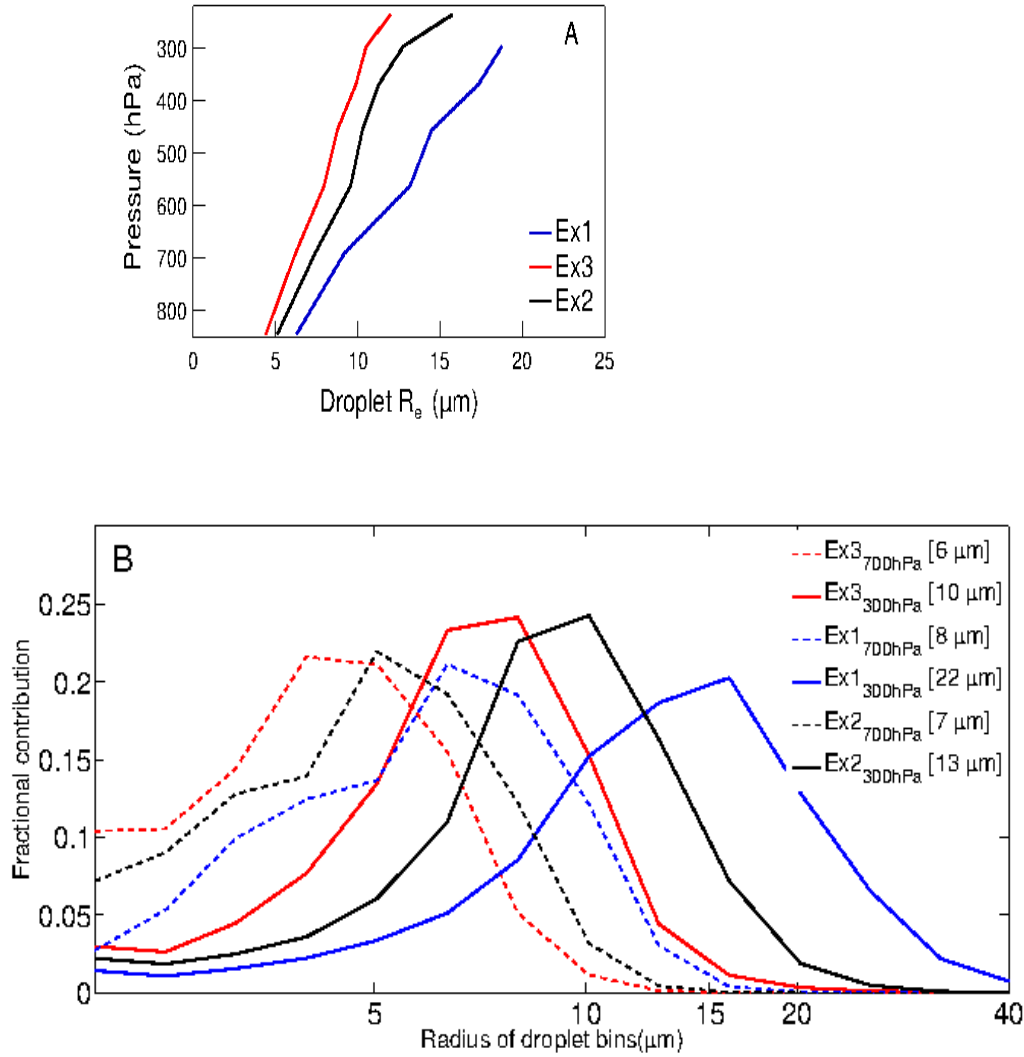 A
300
400
500
600
700
800
Pressure (hPa)
Ex1
Ex3
Ex2
0 5 10 15 20 25
Droplet Re (μm)
B
Ex3700hPa [6 μm]
Ex3300hPa [10 μm]
Ex1700hPa [8 μm]
Ex1300hPa [22 μm]
Ex2700hPa [7 μm]
Ex2300hPa [13 μm]
0.25
0.2
0.15
0.1
0.05
0
Fractional contribution
5 10 15 20 40
Radius of droplet bins(μm)